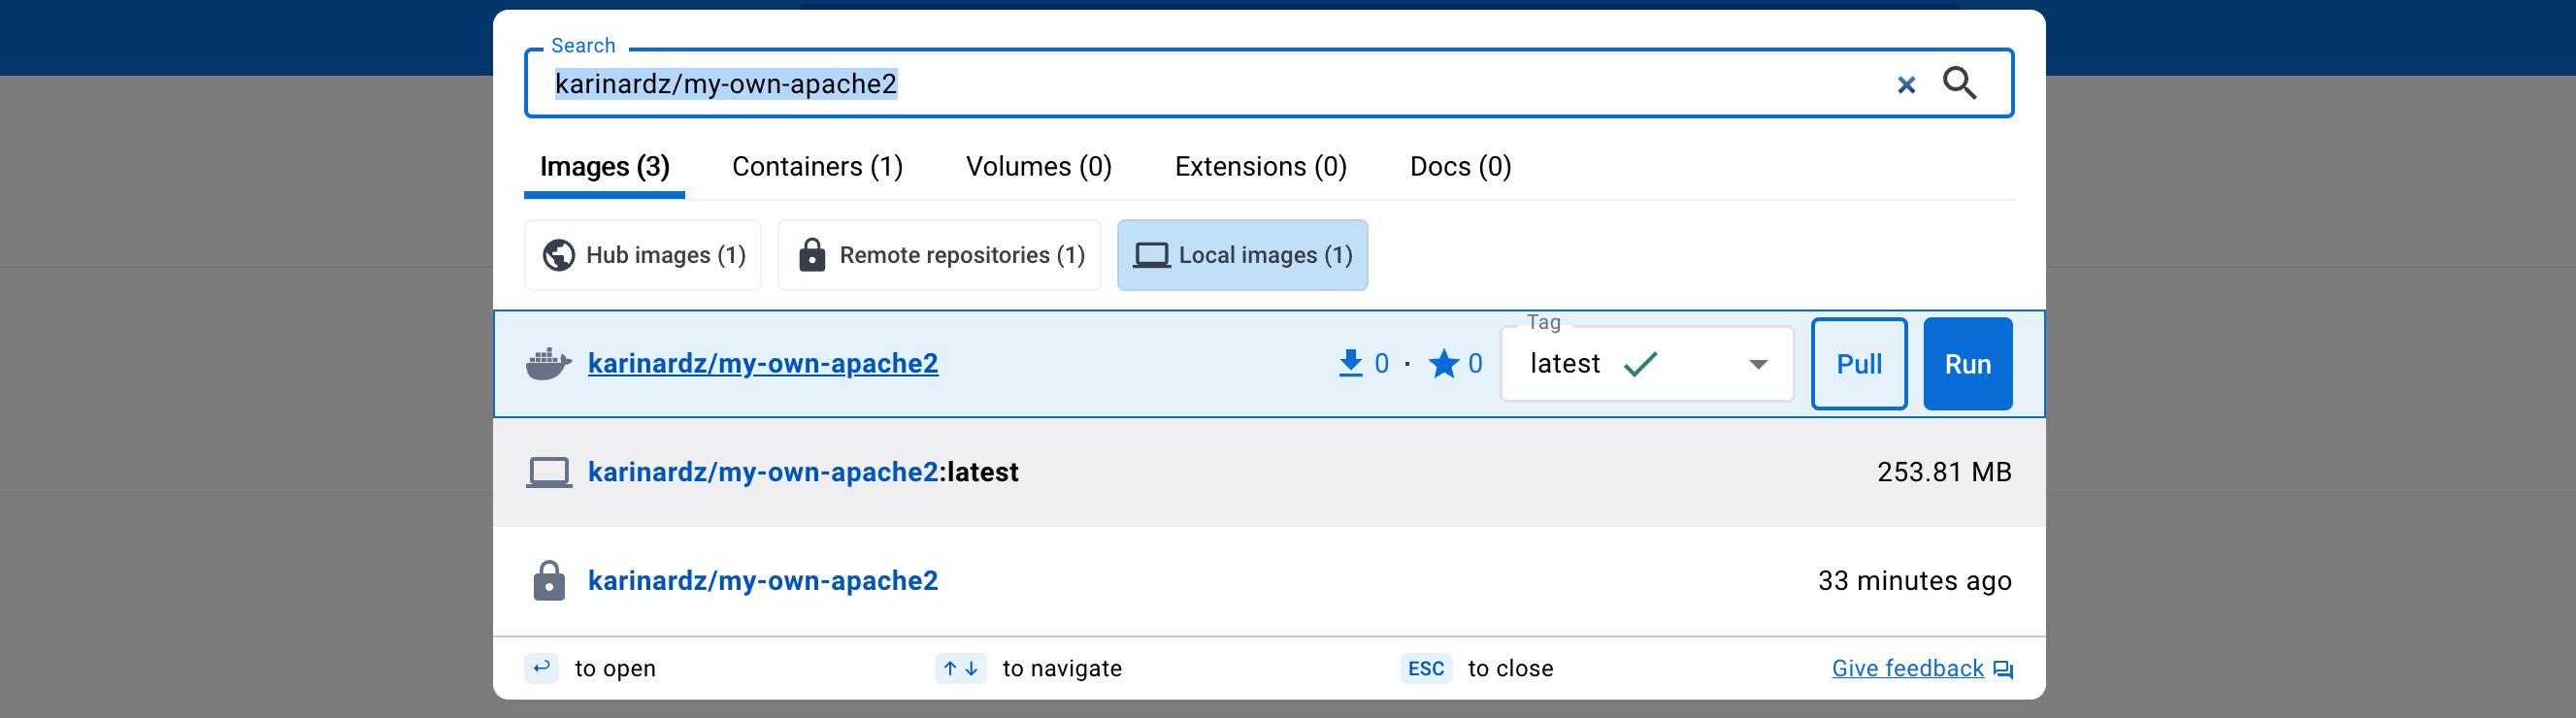 Search
karinardz/my-own-apache2
Images (3) Containers (1) Volumes (0) Extensions (0) Docs (0)
Hub images (1) Remote repositories (1) Local images (1)
Tag
karinardz/my-own-apache2 0 · 0 latest Pull Run
karinardz/my-own-apache2:latest 253.81 MB
karinardz/my-own-apache2 33 minutes ago
to open ↑ ↓ to navigate ESC to close Give feedback